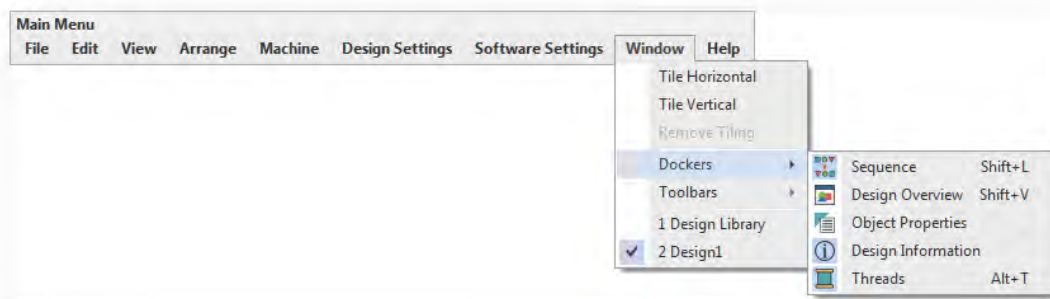 Main Menu
File Edit View Arrange Machine Design Settings Software Settings Window Help
Tile Horizontal
Tile Vertical
Remove Tiling
Dockers
Toolbars
1 Design Library
2 Design1
Sequence Shift+L
Design Overview Shift+V
Object Properties
Design Information
Threads Alt+T